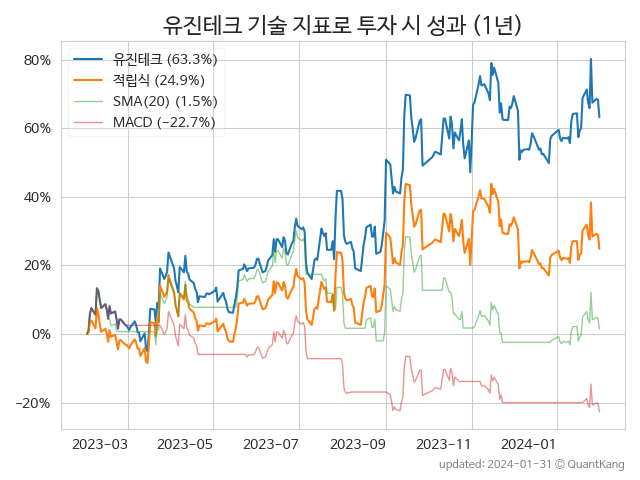 유진테크 기술 지표로 투자 시 성과 (1년)
유진테크 (63.3%)
적립식 (24.9%)
SMA(20) (1.5%)
MACD (−22.7%)
80%
60%
40%
20%
0%
−20%
2023-03
2023-05
2023-07
2023-09
2023-11
2024-01
updated: 2024-01-31 © QuantKang